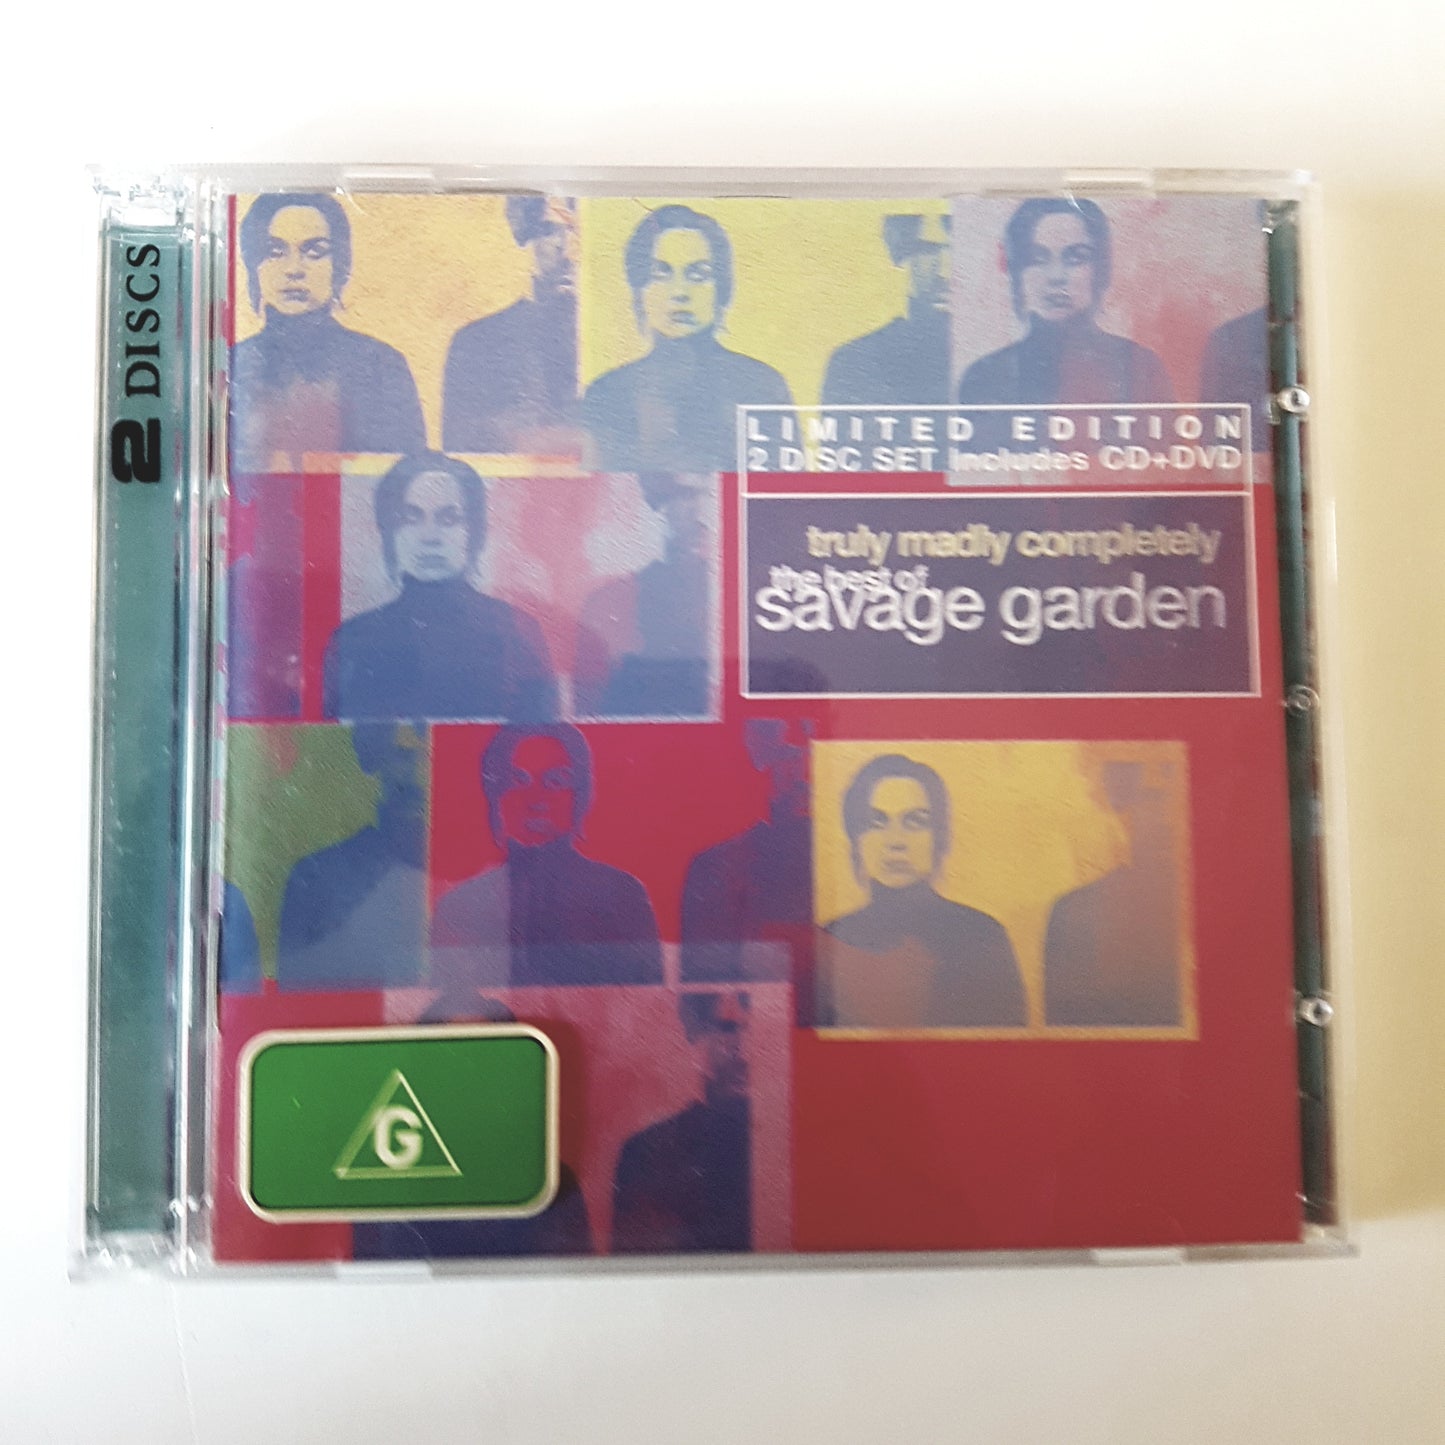 2 DISCS
LIMITED EDITION
2 DISC SET Includes CD+DVD
truly madly completely
the best of
savage garden
G